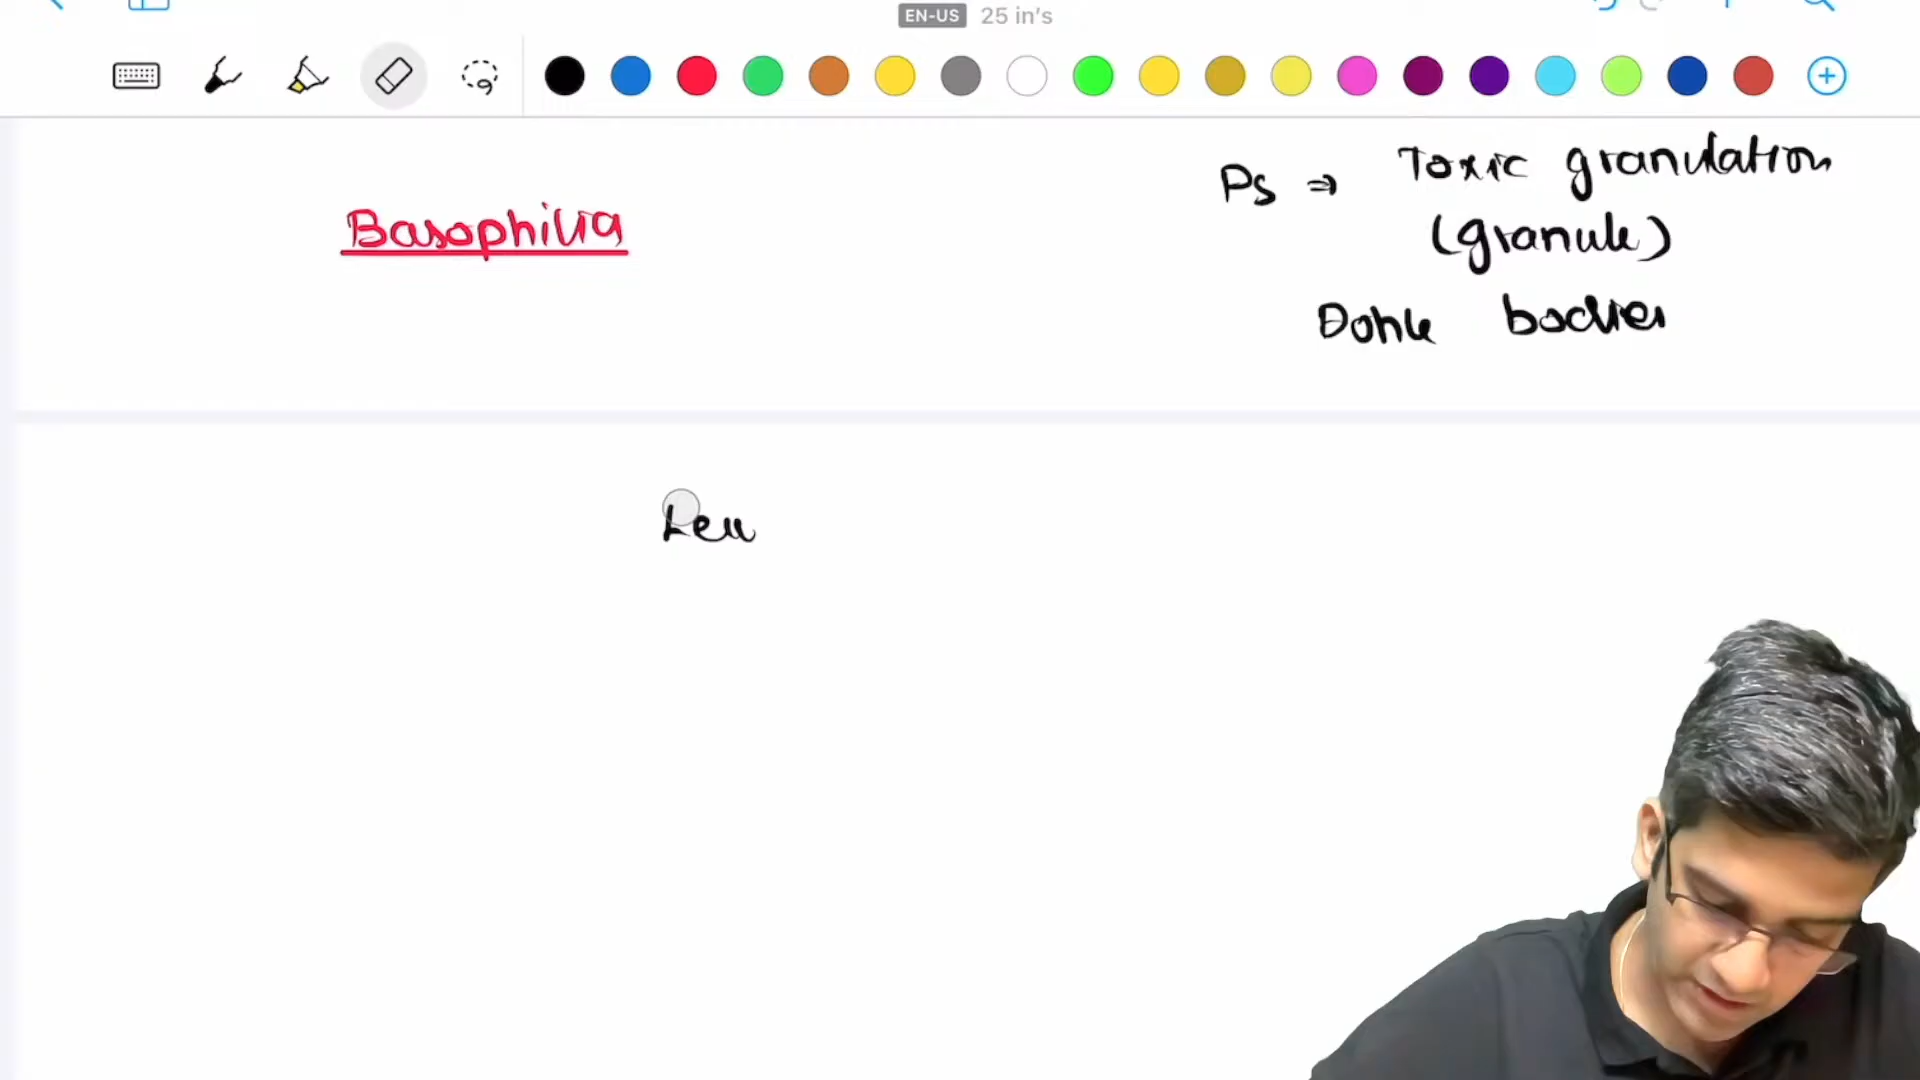 EN-US 25 in's
Ps ⇒ Toxic granulation
Basophilia
(granule)
Dohle bodies
Leu